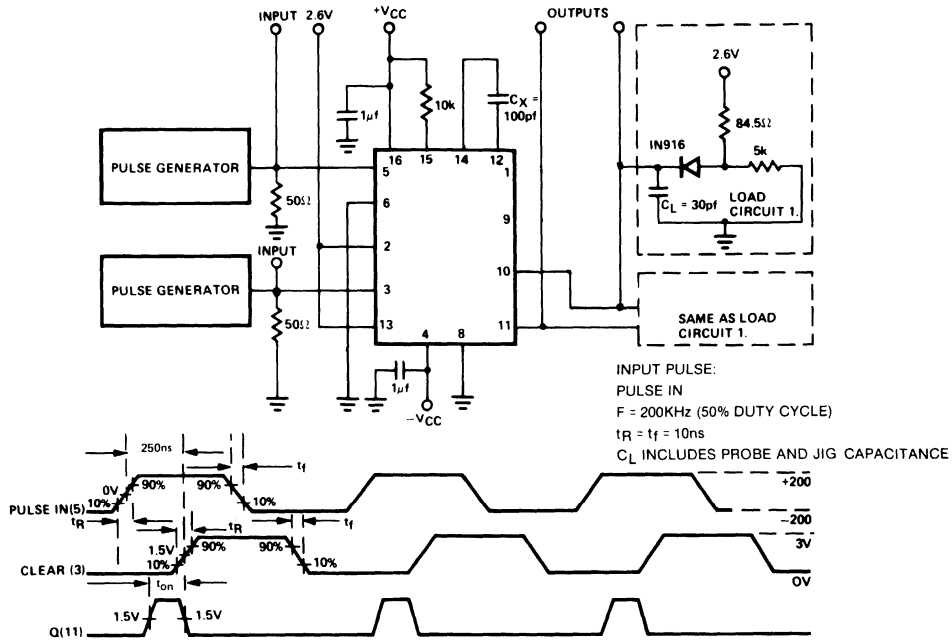 INPUT 2.6V
+VCC
OUTPUTS
2.6V
1µf
10k
CX =
100pf
84.5Ω
IN916
5k
CL = 30pf
LOAD
CIRCUIT 1.
PULSE GENERATOR
50Ω
INPUT
PULSE GENERATOR
50Ω
16 15 14 12
5 1
6
9
2
10
3
13 11
4 8
SAME AS LOAD
CIRCUIT 1.
1µf
−VCC
INPUT PULSE:
PULSE IN
F = 200KHz (50% DUTY CYCLE)
tR = tf = 10ns
CL INCLUDES PROBE AND JIG CAPACITANCE
250ns
tf
0V
10%
90%
90%
10%
+200
−200
PULSE IN(5)
tR
tR
tf
1.5V
10%
90%
90%
10%
3V
0V
CLEAR (3)
ton
1.5V
1.5V
Q(11)